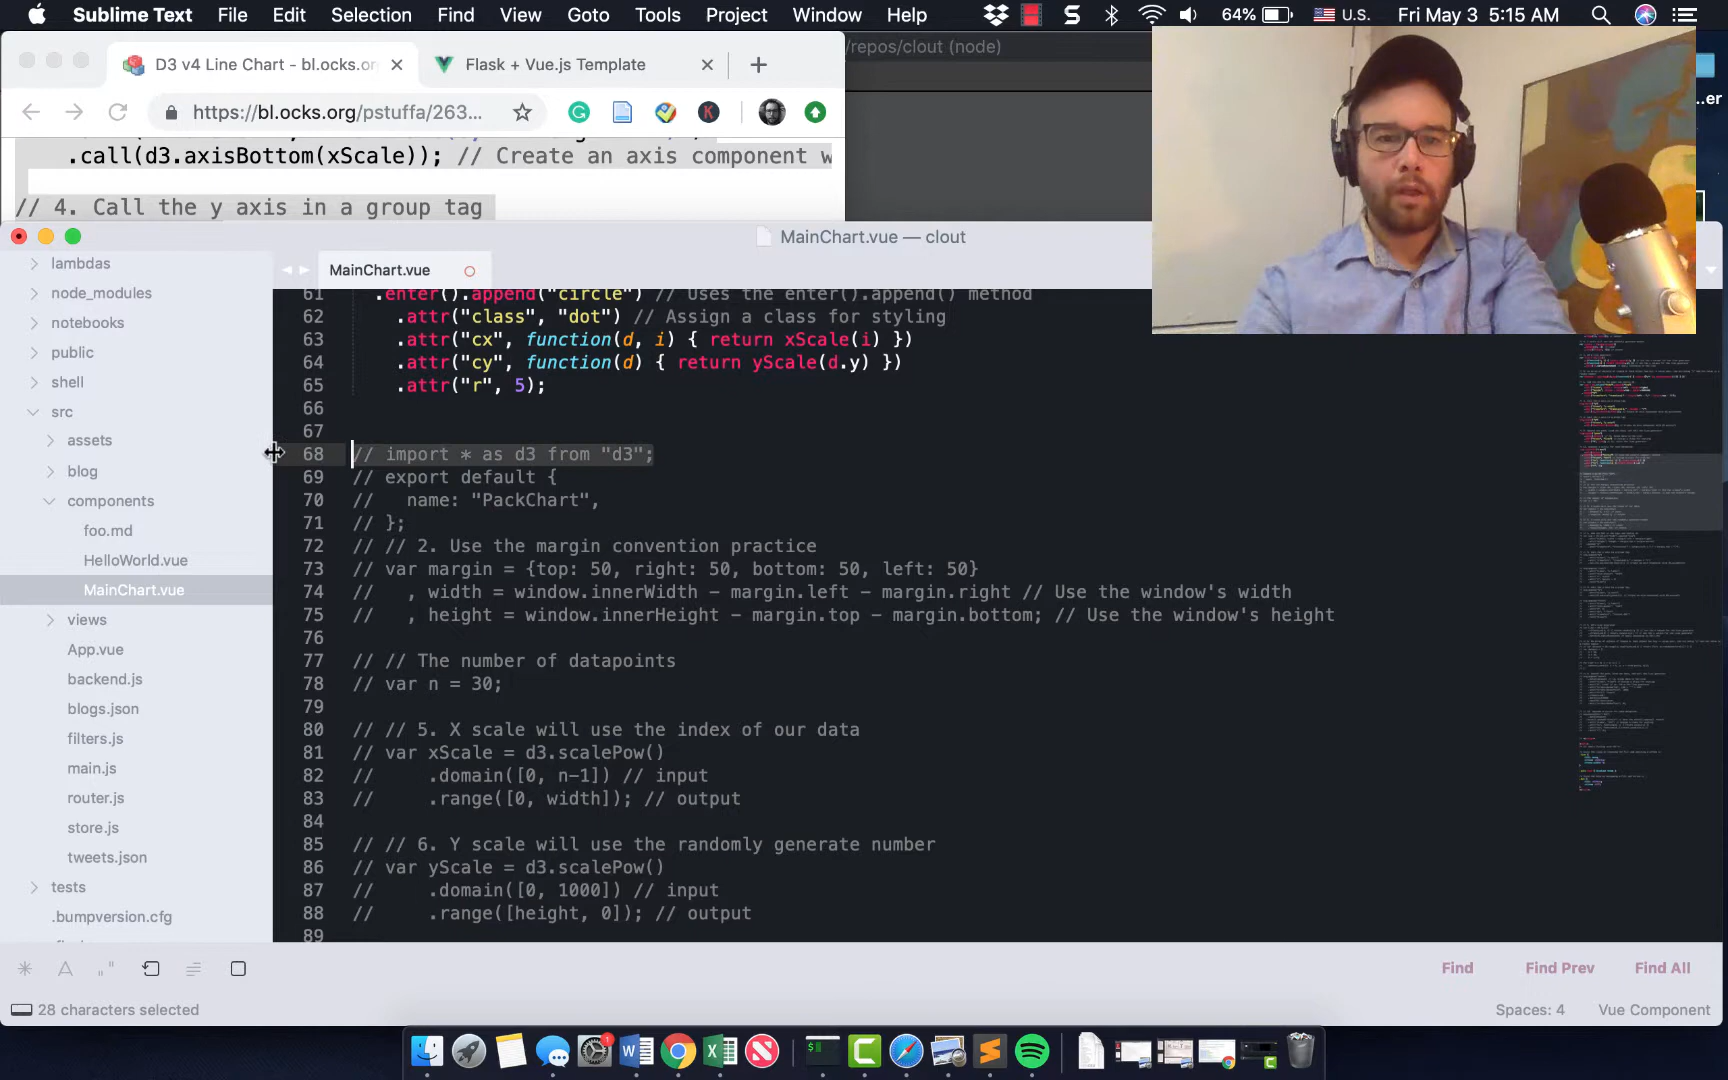 Sublime Text File Edit Selection Find View Goto Tools Project Window Help 64% U.S. Fri May 3 5:15 AM
/repos/clout (node)
D3 v4 Line Chart - bl.ocks.or
Flask + Vue.js Template
https://bl.ocks.org/pstuffa/263...
...er
.call(d3.axisBottom(xScale)); // Create an axis component w
// 4. Call the y axis in a group tag
MainChart.vue — clout
MainChart.vue
lambdas
node_modules
notebooks
public
shell
src
assets
blog
components
foo.md
HelloWorld.vue
MainChart.vue
views
App.vue
backend.js
blogs.json
filters.js
main.js
router.js
store.js
tweets.json
tests
.bumpversion.cfg
61 .enter().append("circle") // Uses the enter().append() method
62 .attr("class", "dot") // Assign a class for styling
63 .attr("cx", function(d, i) { return xScale(i) })
64 .attr("cy", function(d) { return yScale(d.y) })
65 .attr("r", 5);
66
67
68 // import * as d3 from "d3";
69 // export default {
70 //   name: "PackChart",
71 // };
72 // // 2. Use the margin convention practice
73 // var margin = {top: 50, right: 50, bottom: 50, left: 50}
74 //   , width = window.innerWidth - margin.left - margin.right // Use the window's width
75 //   , height = window.innerHeight - margin.top - margin.bottom; // Use the window's height
76
77 // // The number of datapoints
78 // var n = 30;
79
80 // // 5. X scale will use the index of our data
81 // var xScale = d3.scalePow()
82 //     .domain([0, n-1]) // input
83 //     .range([0, width]); // output
84
85 // // 6. Y scale will use the randomly generate number
86 // var yScale = d3.scalePow()
87 //     .domain([0, 1000]) // input
88 //     .range([height, 0]); // output
89
Find Find Prev Find All
28 characters selected
Spaces: 4 Vue Component